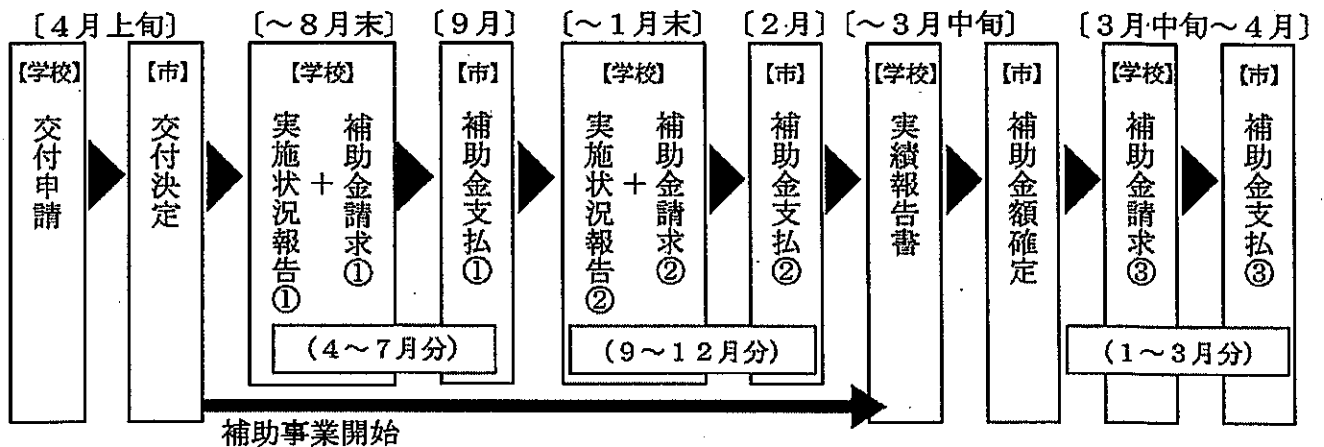 〔4月上旬〕
〔～8月末〕
〔9月〕
〔～1月末〕
〔2月〕
〔～3月中旬〕
〔3月中旬～4月〕
【学校】
交付申請
【市】
交付決定
【学校】
補助金請求①
＋
実施状況報告①
【市】
補助金支払①
（4～7月分）
【学校】
補助金請求②
＋
実施状況報告②
【市】
補助金支払②
（9～12月分）
【学校】
実績報告書
【市】
補助金額確定
【学校】
補助金請求③
【市】
補助金支払③
（1～3月分）
補助事業開始